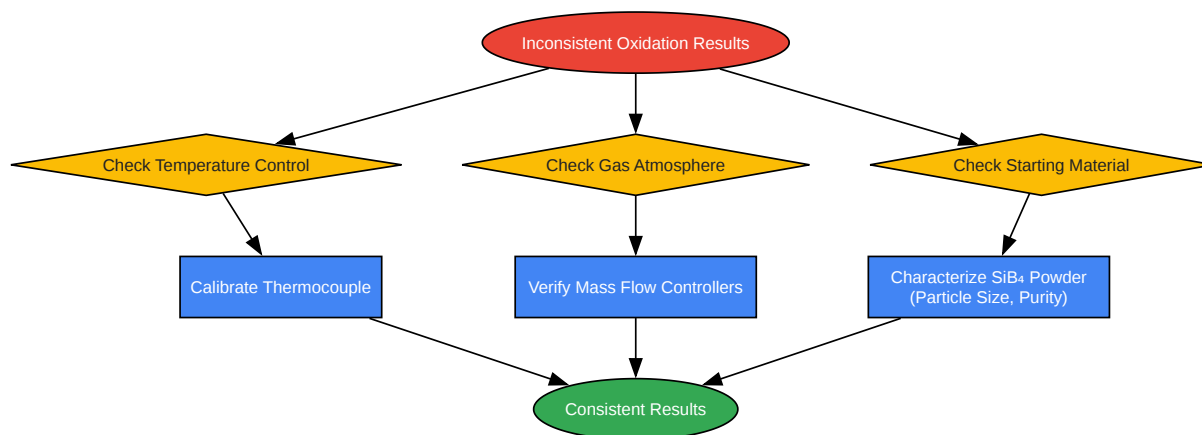 Inconsistent Oxidation Results
Check Temperature Control
Check Gas Atmosphere
Check Starting Material
Calibrate Thermocouple
Verify Mass Flow Controllers
Characterize SiB₄ Powder
(Particle Size, Purity)
Consistent Results